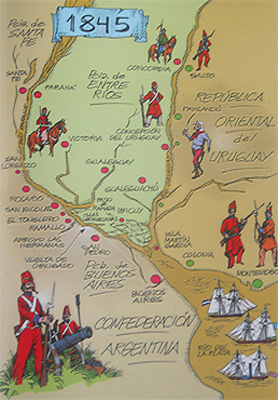 1845
Pcia. de
SANTA
FE
CONCORDIA
SALTO
SANTA
FE
PARANÁ
Pcia. de
ENTRE
RÍOS
REPÚBLICA
PAYSANDÚ
ORIENTAL
del
URUGUAY
PARANÁ
CONCEPCIÓN
DEL URUGUAY
VICTORIA
SAN
LORENZO
GUALEGUAY
GUALEGUAYCHÚ
ROSARIO
SAN NICOLÁS
EL TONELERO
RAMALLO
ARROYO LAS
HERMANAS
VUELTA DE
OBLIGADO
SAN
PEDRO
IBICUY
ISLA
MARTÍN
GARCÍA
COLONIA
MONTEVIDEO
Pcia. de
BUENOS
AIRES
BUENOS
AIRES
CONFEDERACIÓN
ARGENTINA
RÍO DE
LA PLATA